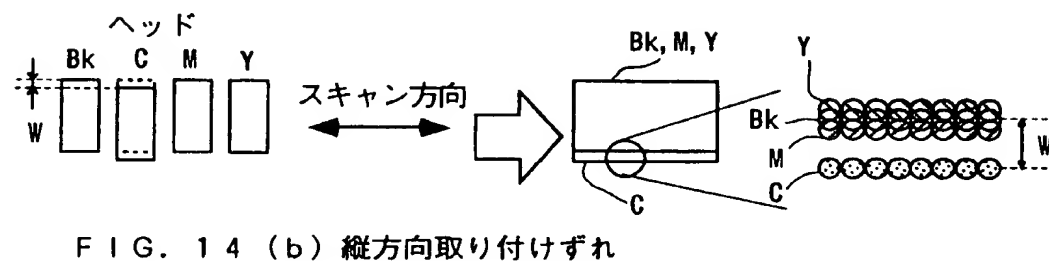 ヘッド
Bk C M Y
W
スキャン方向
Bk, M, Y
C
Y
Bk
M
C
W
FIG. 14 (b) 縦方向取り付けずれ